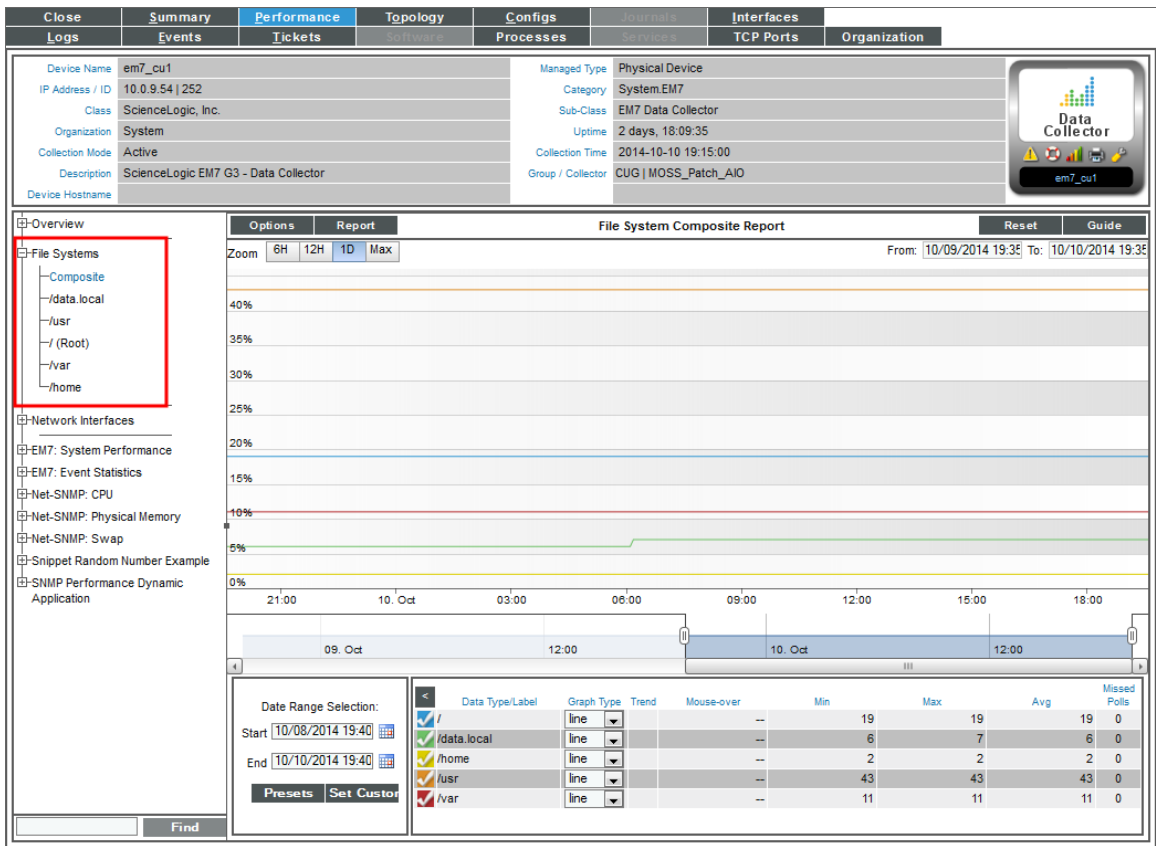 Close Summary Performance Topology Configs Journals Interfaces
Logs Events Tickets Software Processes Services TCP Ports Organization
Device Name em7_cu1 Managed Type Physical Device
IP Address / ID 10.0.9.54 | 252 Category System.EM7
Class ScienceLogic, Inc. Sub-Class EM7 Data Collector
Organization System Uptime 2 days, 18:09:35
Collection Mode Active Collection Time 2014-10-10 19:15:00
Description ScienceLogic EM7 G3 - Data Collector Group / Collector CUG | MOSS_Patch_AIO
Device Hostname
Data
Collector
em7_cu1
Overview
File Systems
Composite
/data.local
/usr
/ (Root)
/var
/home
Network Interfaces
EM7: System Performance
EM7: Event Statistics
Net-SNMP: CPU
Net-SNMP: Physical Memory
Net-SNMP: Swap
Snippet Random Number Example
SNMP Performance Dynamic
Application
Find
Options Report File System Composite Report Reset Guide
Zoom 6H 12H 1D Max From: 10/09/2014 19:35 To: 10/10/2014 19:35
40%
35%
30%
25%
20%
15%
10%
5%
0%
21:00 10. Oct 03:00 06:00 09:00 12:00 15:00 18:00
09. Oct 12:00 10. Oct 12:00
Date Range Selection:
Start 10/08/2014 19:40
End 10/10/2014 19:40
Presets Set Custor
< Data Type/Label Graph Type Trend Mouse-over Min Max Avg Missed Polls
/ line -- 19 19 19 0
/data.local line -- 6 7 6 0
/home line -- 2 2 2 0
/usr line -- 43 43 43 0
/var line -- 11 11 11 0